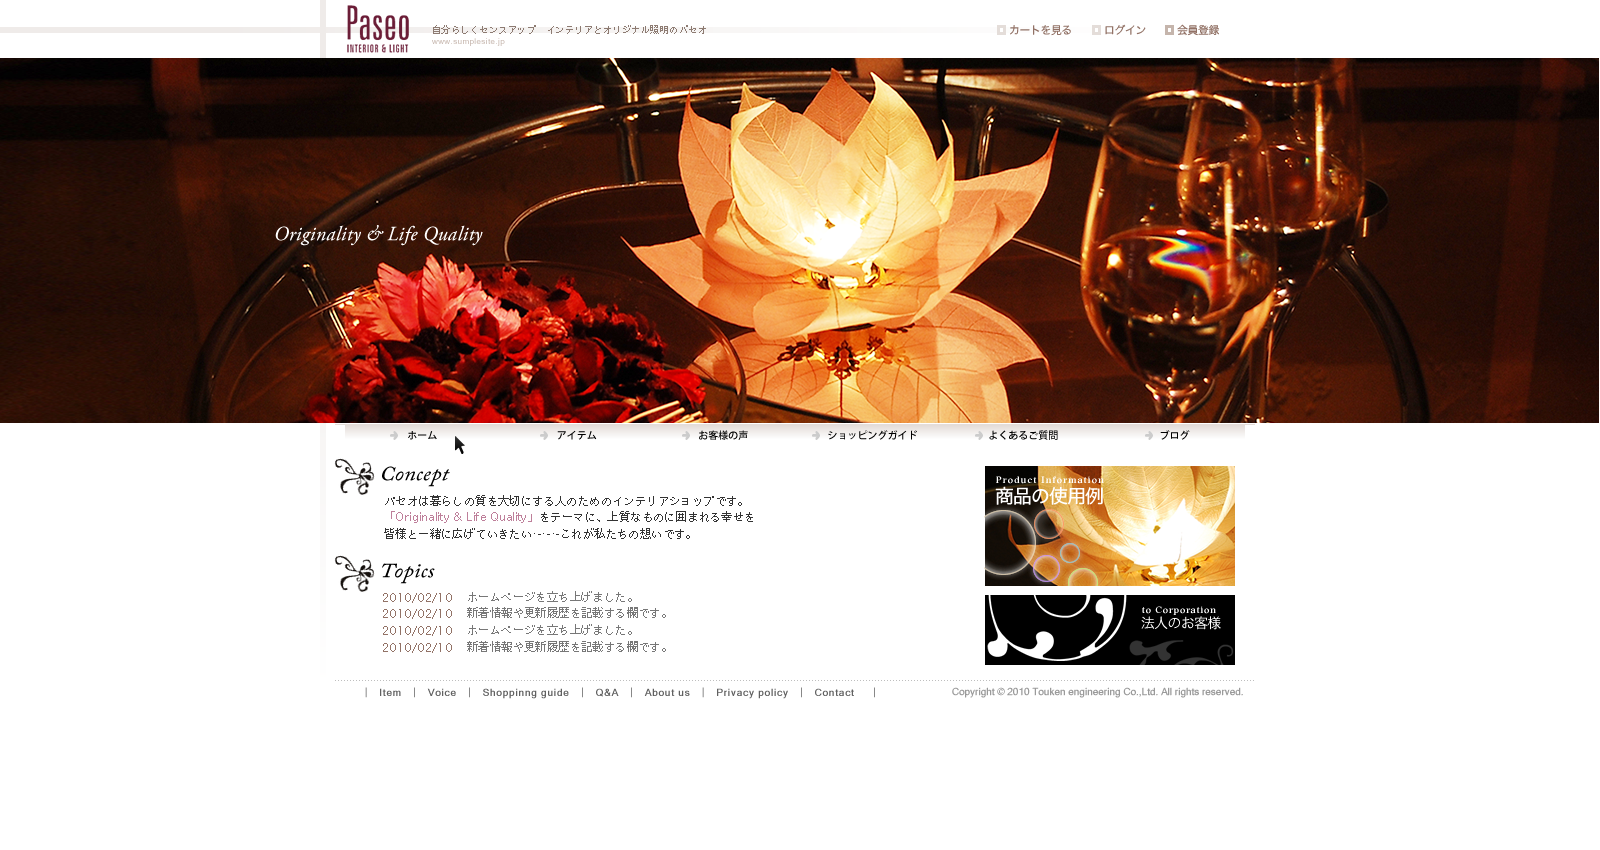 Paseo
INTERIOR & LIGHT
自分らしくセンスアップ インテリアとオリジナル照明のパセオ
www.sumplesite.jp
カートを見る ログイン 会員登録
Originality & Life Quality
ホーム アイテム お客様の声 ショッピングガイド よくあるご質問 ブログ
Concept
パセオは暮らしの質を大切にする人のためのインテリアショップです。
「Originality & Life Quality」をテーマに、上質なものに囲まれる幸せを
皆様と一緒に広げていきたい・-・-・-これが私たちの想いです。
Topics
2010/02/10 ホームページを立ち上げました。
2010/02/10 新着情報や更新履歴を記載する欄です。
2010/02/10 ホームページを立ち上げました。
2010/02/10 新着情報や更新履歴を記載する欄です。
Product Information
商品の使用例
to Corporation
法人のお客様
| Item | Voice | Shoppinng guide | Q&A | About us | Privacy policy | Contact |
Copyright © 2010 Touken engineering Co.,Ltd. All rights reserved.